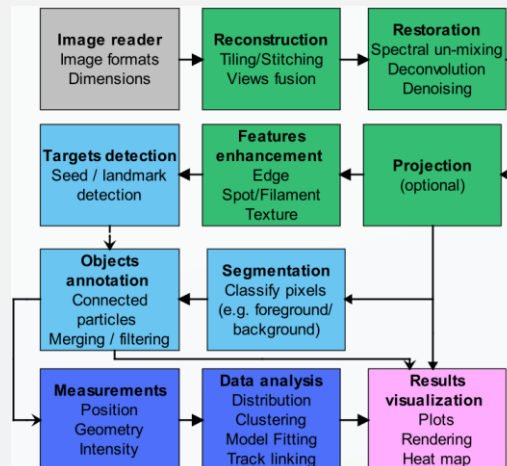 Image reader
Image formats
Dimensions
Reconstruction
Tiling/Stitching
Views fusion
Restoration
Spectral un-mixing
Deconvolution
Denoising
Targets detection
Seed / landmark
detection
Features
enhancement
Edge
Spot/Filament
Texture
Projection
(optional)
Objects
annotation
Connected
particles
Merging / filtering
Segmentation
Classify pixels
(e.g. foreground/
background)
Measurements
Position
Geometry
Intensity
Data analysis
Distribution
Clustering
Model Fitting
Track linking
Results
visualization
Plots
Rendering
Heat map